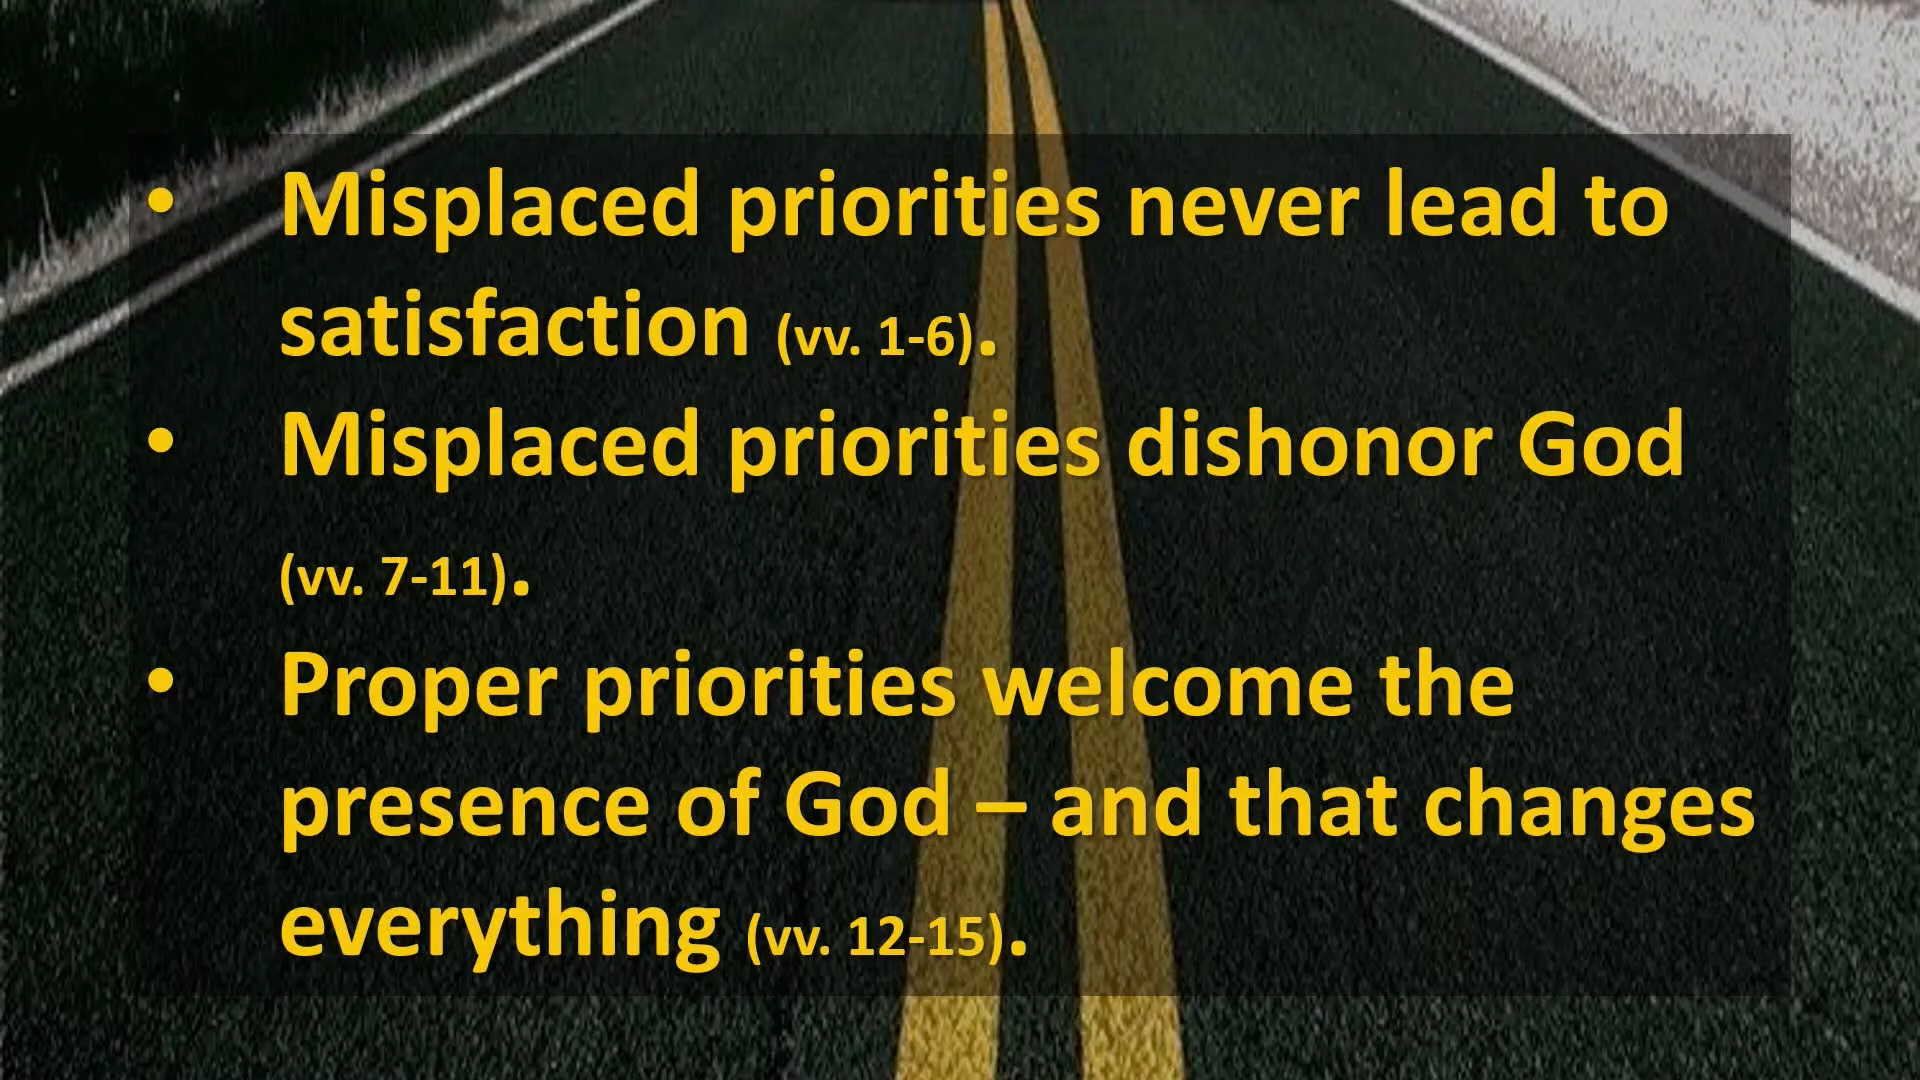 • Misplaced priorities never lead to
satisfaction (vv. 1-6).
• Misplaced priorities dishonor God
(vv. 7-11).
• Proper priorities welcome the
presence of God – and that changes
everything (vv. 12-15).